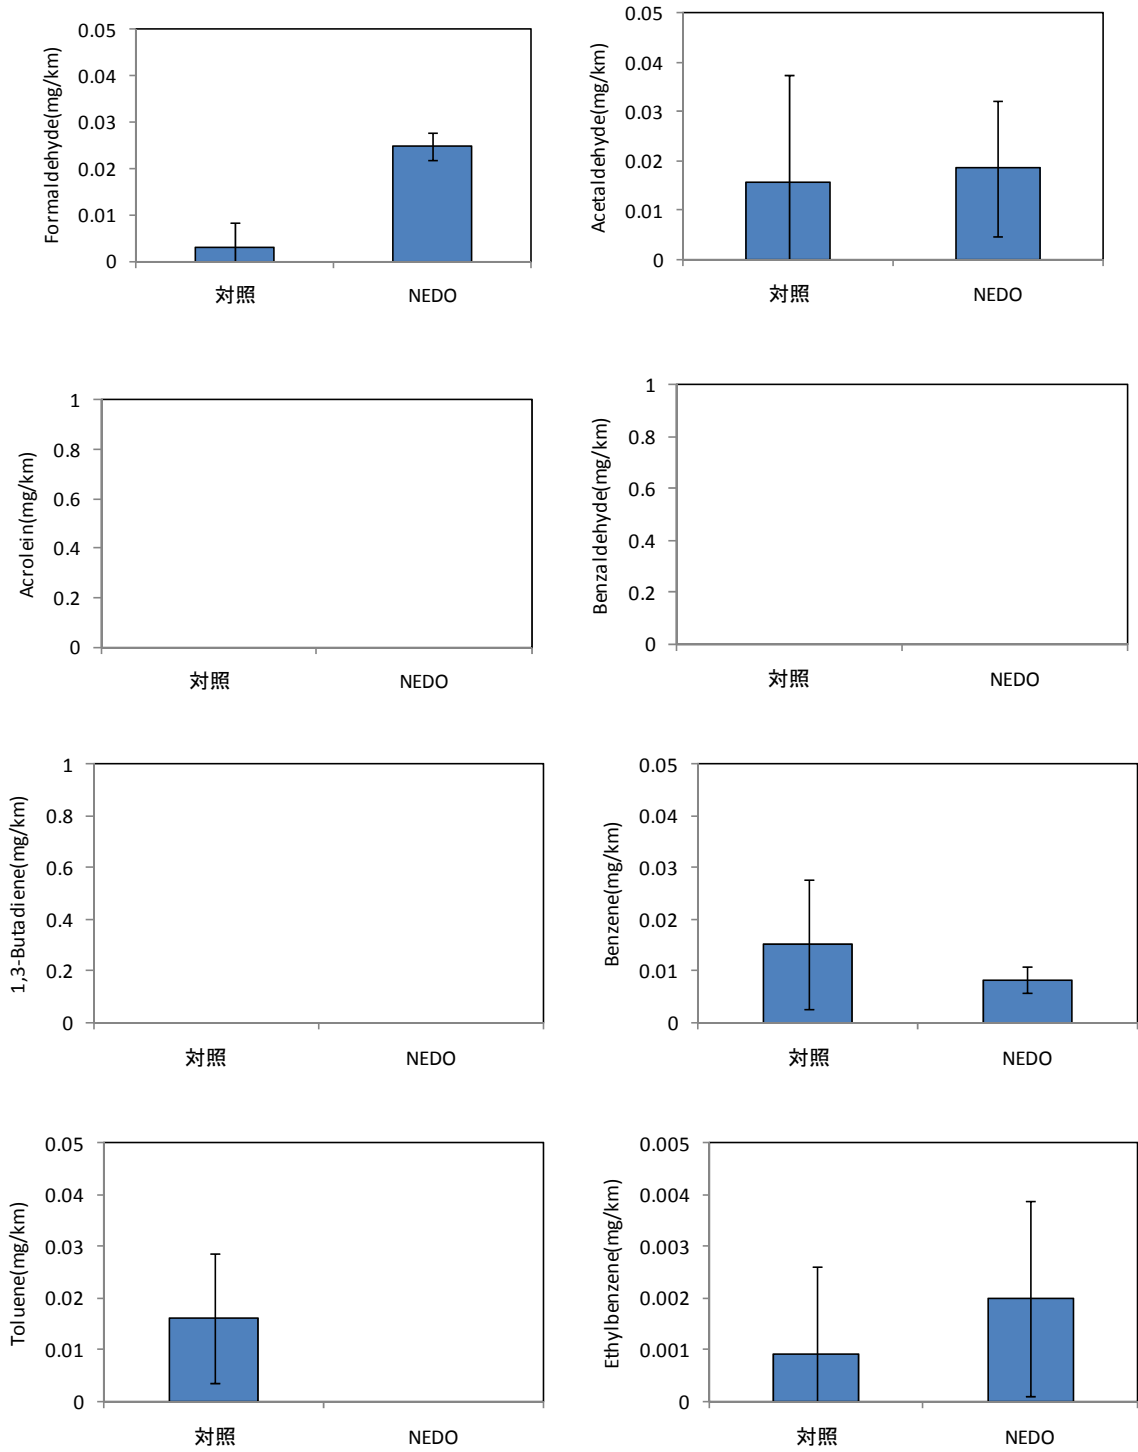 Formaldehyde(mg/km)
0.05
0.04
0.03
0.02
0.01
0
対照
NEDO
Acetaldehyde(mg/km)
0.05
0.04
0.03
0.02
0.01
0
対照
NEDO
Acrolein(mg/km)
1
0.8
0.6
0.4
0.2
0
対照
NEDO
Benzaldehyde(mg/km)
1
0.8
0.6
0.4
0.2
0
対照
NEDO
1,3-Butadiene(mg/km)
1
0.8
0.6
0.4
0.2
0
対照
NEDO
Benzene(mg/km)
0.05
0.04
0.03
0.02
0.01
0
対照
NEDO
Toluene(mg/km)
0.05
0.04
0.03
0.02
0.01
0
対照
NEDO
Ethylbenzene(mg/km)
0.005
0.004
0.003
0.002
0.001
0
対照
NEDO